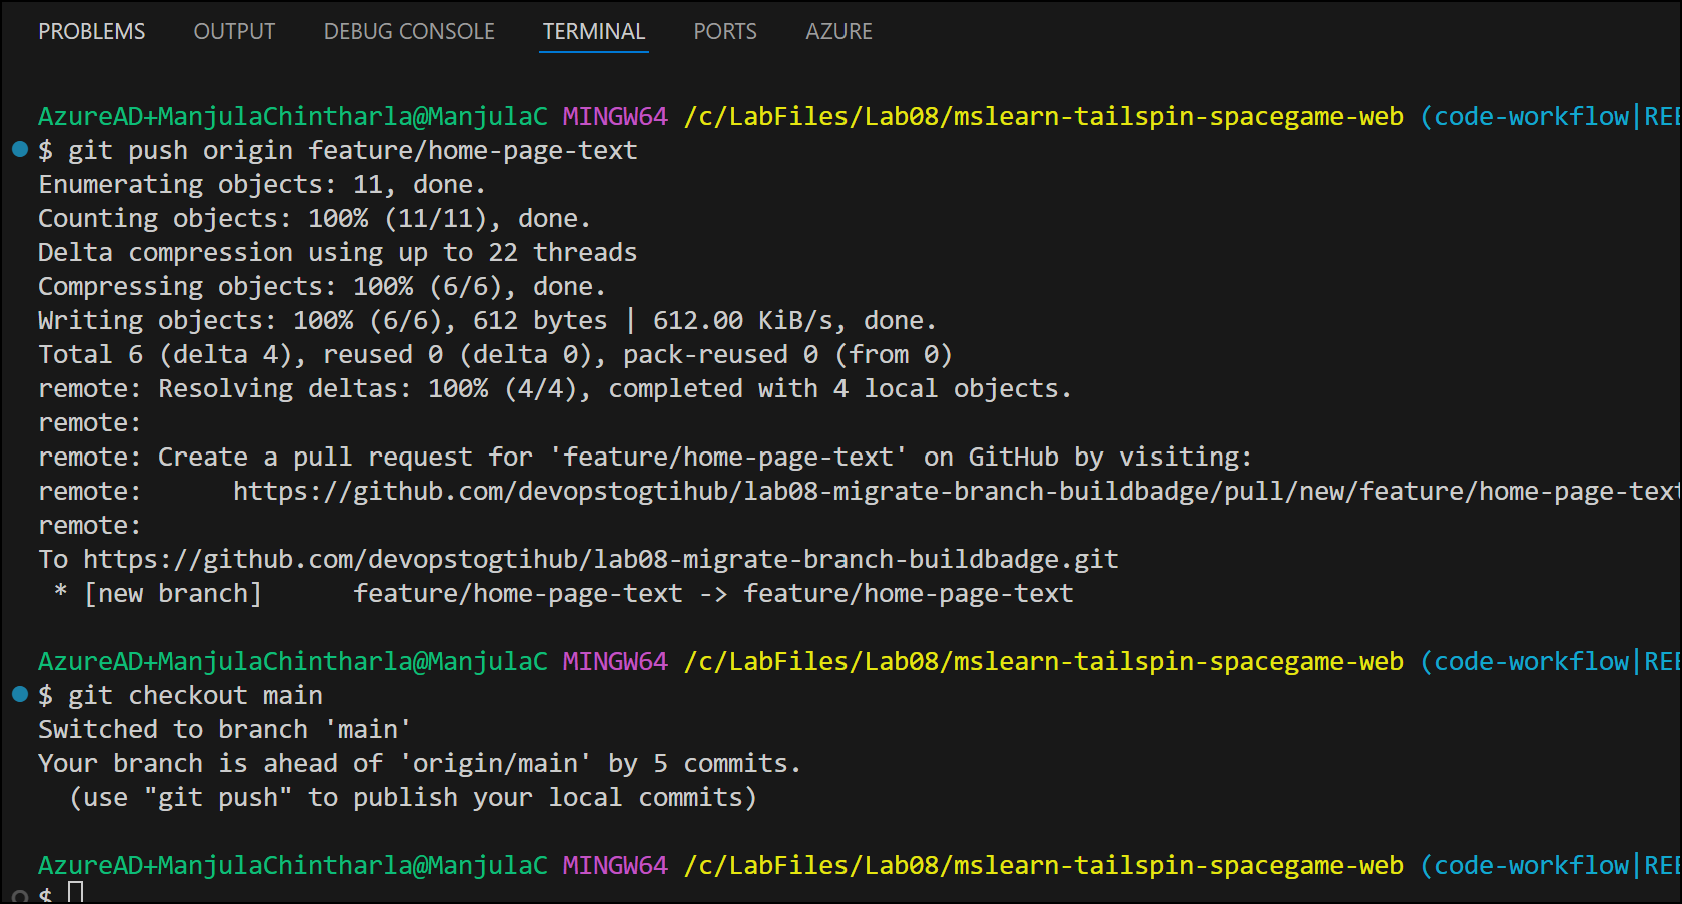 PROBLEMS OUTPUT DEBUG CONSOLE TERMINAL PORTS AZURE
AzureAD+ManjulaChintharla@ManjulaC MINGW64 /c/LabFiles/Lab08/mslearn-tailspin-spacegame-web (code-workflow|REE
$ git push origin feature/home-page-text
Enumerating objects: 11, done.
Counting objects: 100% (11/11), done.
Delta compression using up to 22 threads
Compressing objects: 100% (6/6), done.
Writing objects: 100% (6/6), 612 bytes | 612.00 KiB/s, done.
Total 6 (delta 4), reused 0 (delta 0), pack-reused 0 (from 0)
remote: Resolving deltas: 100% (4/4), completed with 4 local objects.
remote:
remote: Create a pull request for 'feature/home-page-text' on GitHub by visiting:
remote:      https://github.com/devopstogtihub/lab08-migrate-branch-buildbadge/pull/new/feature/home-page-text
remote:
To https://github.com/devopstogtihub/lab08-migrate-branch-buildbadge.git
 * [new branch]      feature/home-page-text -> feature/home-page-text
AzureAD+ManjulaChintharla@ManjulaC MINGW64 /c/LabFiles/Lab08/mslearn-tailspin-spacegame-web (code-workflow|REE
$ git checkout main
Switched to branch 'main'
Your branch is ahead of 'origin/main' by 5 commits.
  (use "git push" to publish your local commits)
AzureAD+ManjulaChintharla@ManjulaC MINGW64 /c/LabFiles/Lab08/mslearn-tailspin-spacegame-web (code-workflow|REE
$